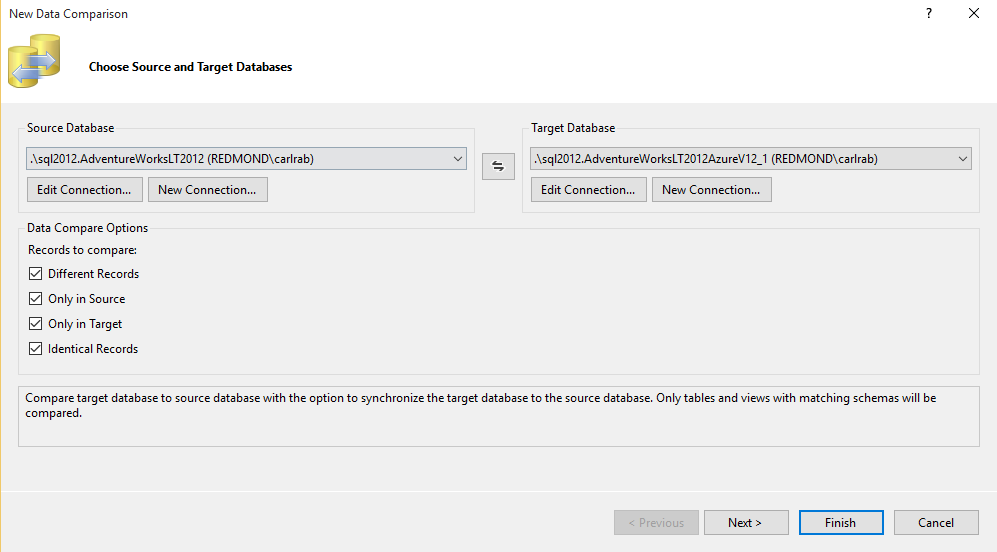 New Data Comparison
?
Choose Source and Target Databases
Source Database
.\sql2012.AdventureWorksLT2012 (REDMOND\carlrab)
Edit Connection...
New Connection...
Target Database
.\sql2012.AdventureWorksLT2012AzureV12_1 (REDMOND\carlrab)
Edit Connection...
New Connection...
Data Compare Options
Records to compare:
Different Records
Only in Source
Only in Target
Identical Records
Compare target database to source database with the option to synchronize the target database to the source database. Only tables and views with matching schemas will be
compared.
< Previous
Next >
Finish
Cancel